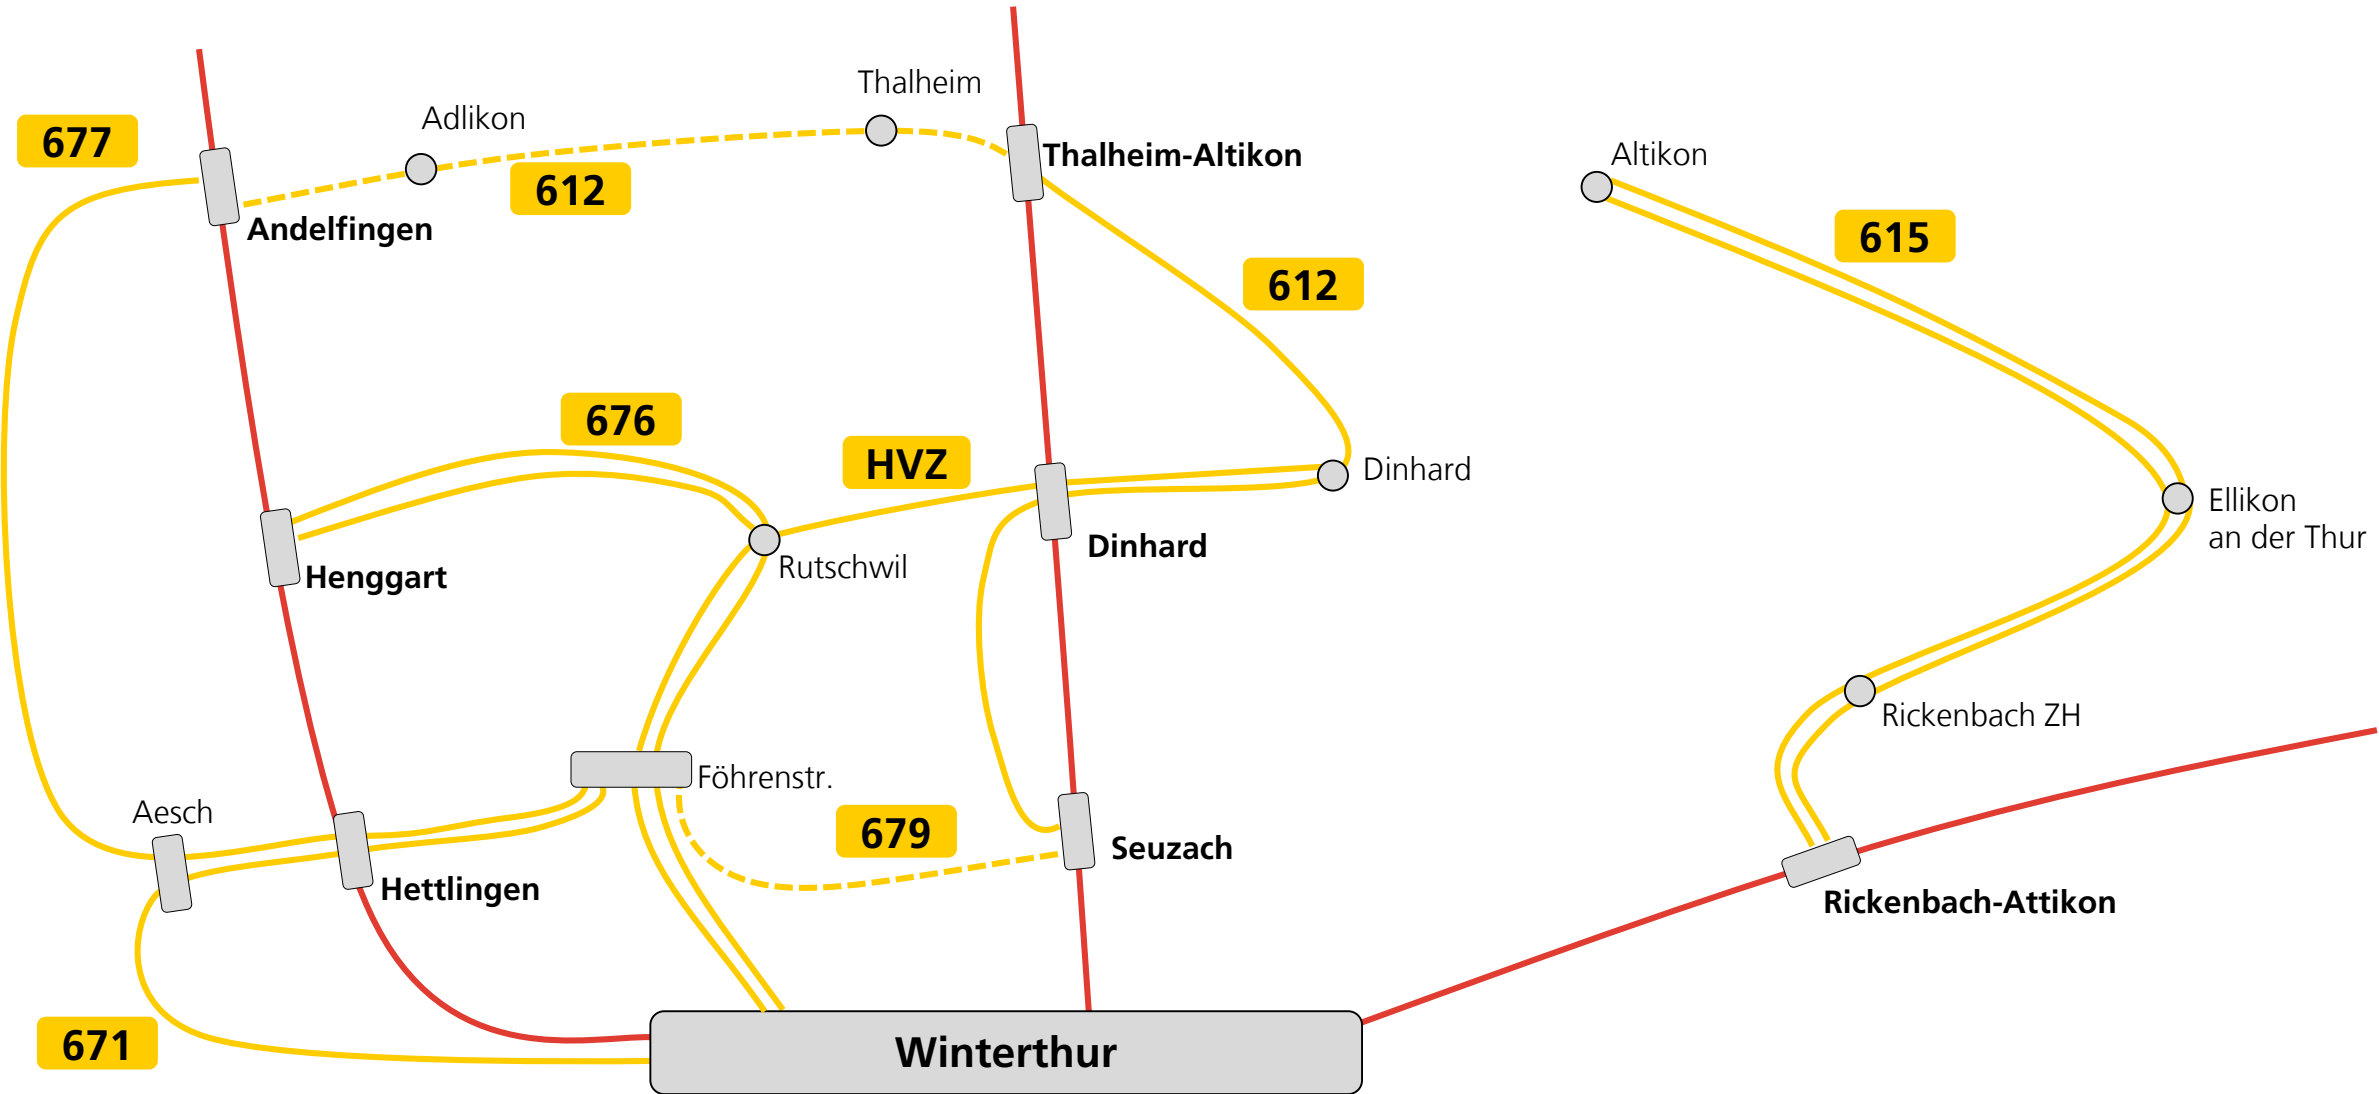 Thalheim
Adlikon
677
Thalheim-Altikon
Altikon
612
Andelfingen
615
612
676
HVZ
Dinhard
Ellikon
an der Thur
Dinhard
Rutschwil
Henggart
Rickenbach ZH
Föhrenstr.
Aesch
679
Seuzach
Hettlingen
Rickenbach-Attikon
671
Winterthur